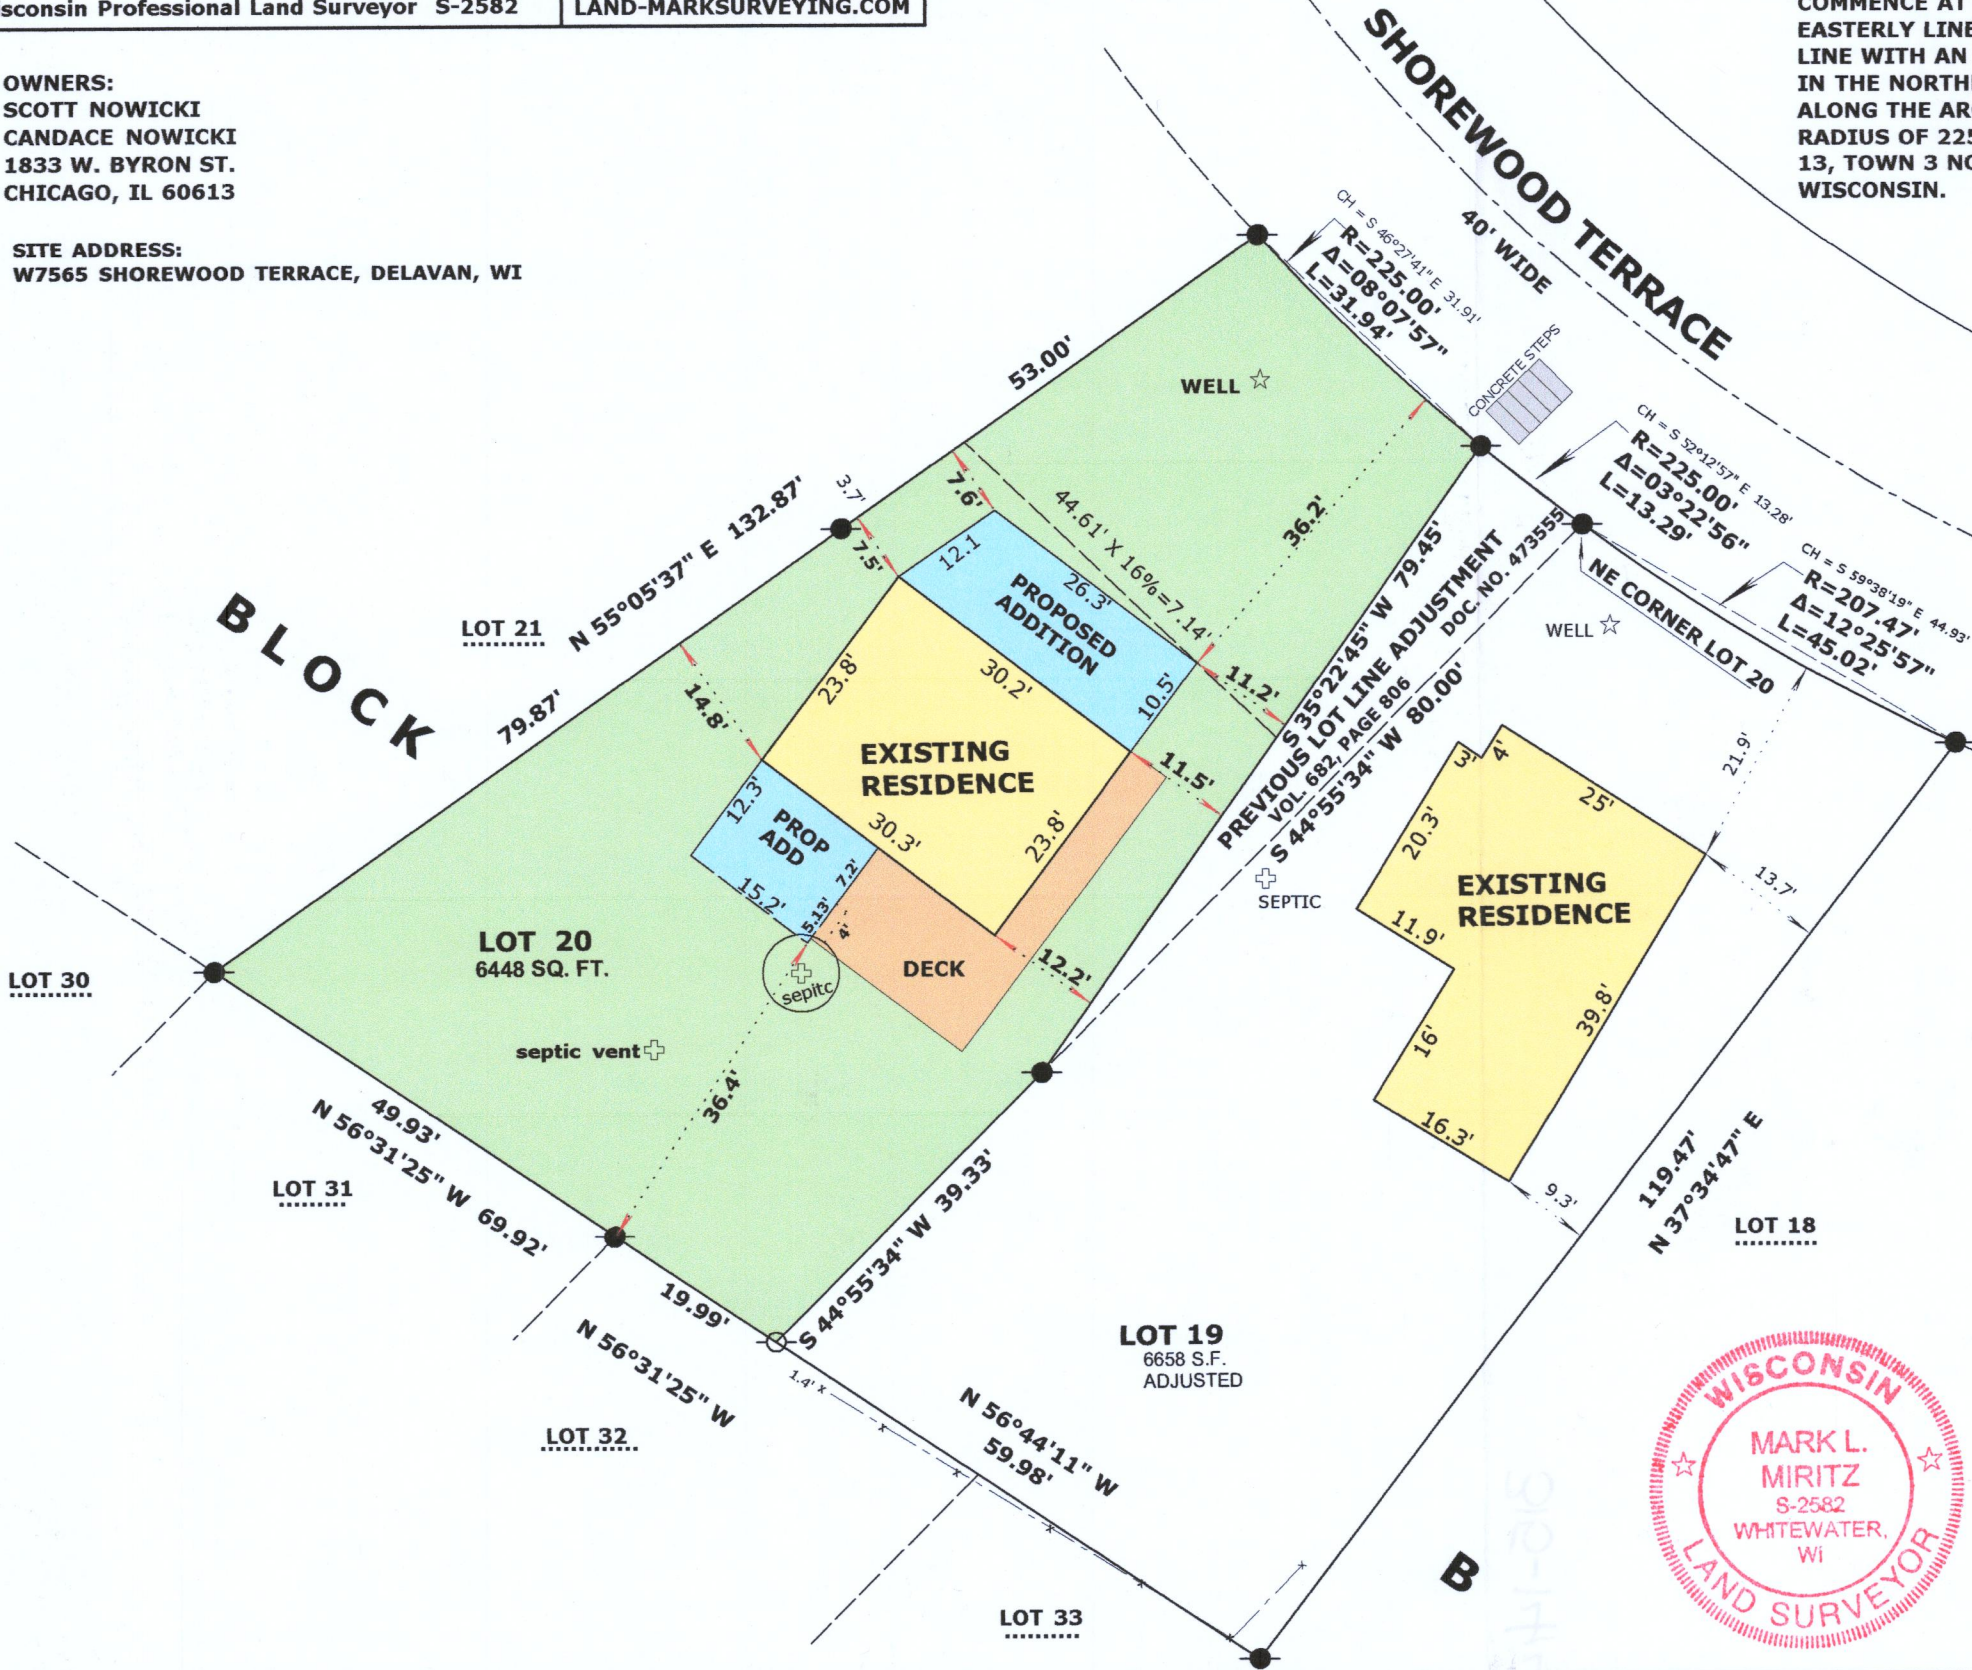 sconsin Professional Land Surveyor S-2582
LAND-MARKSURVEYING.COM
OWNERS:
SCOTT NOWICKI
CANDACE NOWICKI
1833 W. BYRON ST.
CHICAGO, IL 60613
SITE ADDRESS:
W7565 SHOREWOOD TERRACE, DELAVAN, WI
COMMENCE AT
EASTERLY LINE
LINE WITH AN
IN THE NORTH
ALONG THE AR
RADIUS OF 225
13, TOWN 3 NO
WISCONSIN.
SHOREWOOD TERRACE
40' WIDE
CH = S 46°27'41" E 31.91'
R=225.00'
Δ=08°07'57"
L=31.94'
CONCRETE STEPS
CH = S 52°12'57" E 13.28'
R=225.00'
Δ=03°22'56"
L=13.29'
CH = S 59°38'19" E 44.93'
R=207.47'
Δ=12°25'57"
L=45.02'
NE CORNER LOT 20
WELL
53.00'
WELL
3.7'
7.6'
7.5'
44.61' X 16%=7.14'
36.2'
12.1
26.3'
PROPOSED
ADDITION
10.5'
11.2'
S 35°22'45" W 79.45'
PREVIOUS LOT LINE ADJUSTMENT
VOL. 682, PAGE 806
DOC. NO. 473555
S 44°55'34" W 80.00'
N 55°05'37" E 132.87'
LOT 21
BLOCK
79.87'
14.8'
23.8'
30.2'
EXISTING
RESIDENCE
11.5'
30.3'
23.8'
12.3'
PROP
ADD
15.2'
7.2'
5.13'
4'
DECK
12.2'
sepitc
LOT 20
6448 SQ. FT.
septic vent
36.4'
LOT 30
49.93'
N 56°31'25" W 69.92'
LOT 31
19.99'
N 56°31'25" W
S 44°55'34" W 39.33'
LOT 32
1.4' x
SEPTIC
3'
4'
25'
20.3'
EXISTING
RESIDENCE
11.9'
16'
16.3'
39.8'
21.9'
13.7'
9.3'
119.47'
N 37°34'47" E
LOT 18
LOT 19
6658 S.F.
ADJUSTED
N 56°44'11" W
59.98'
LOT 33
B
WISCONSIN
MARK L.
MIRITZ
S-2582
WHITEWATER,
WI
LAND SURVEYOR